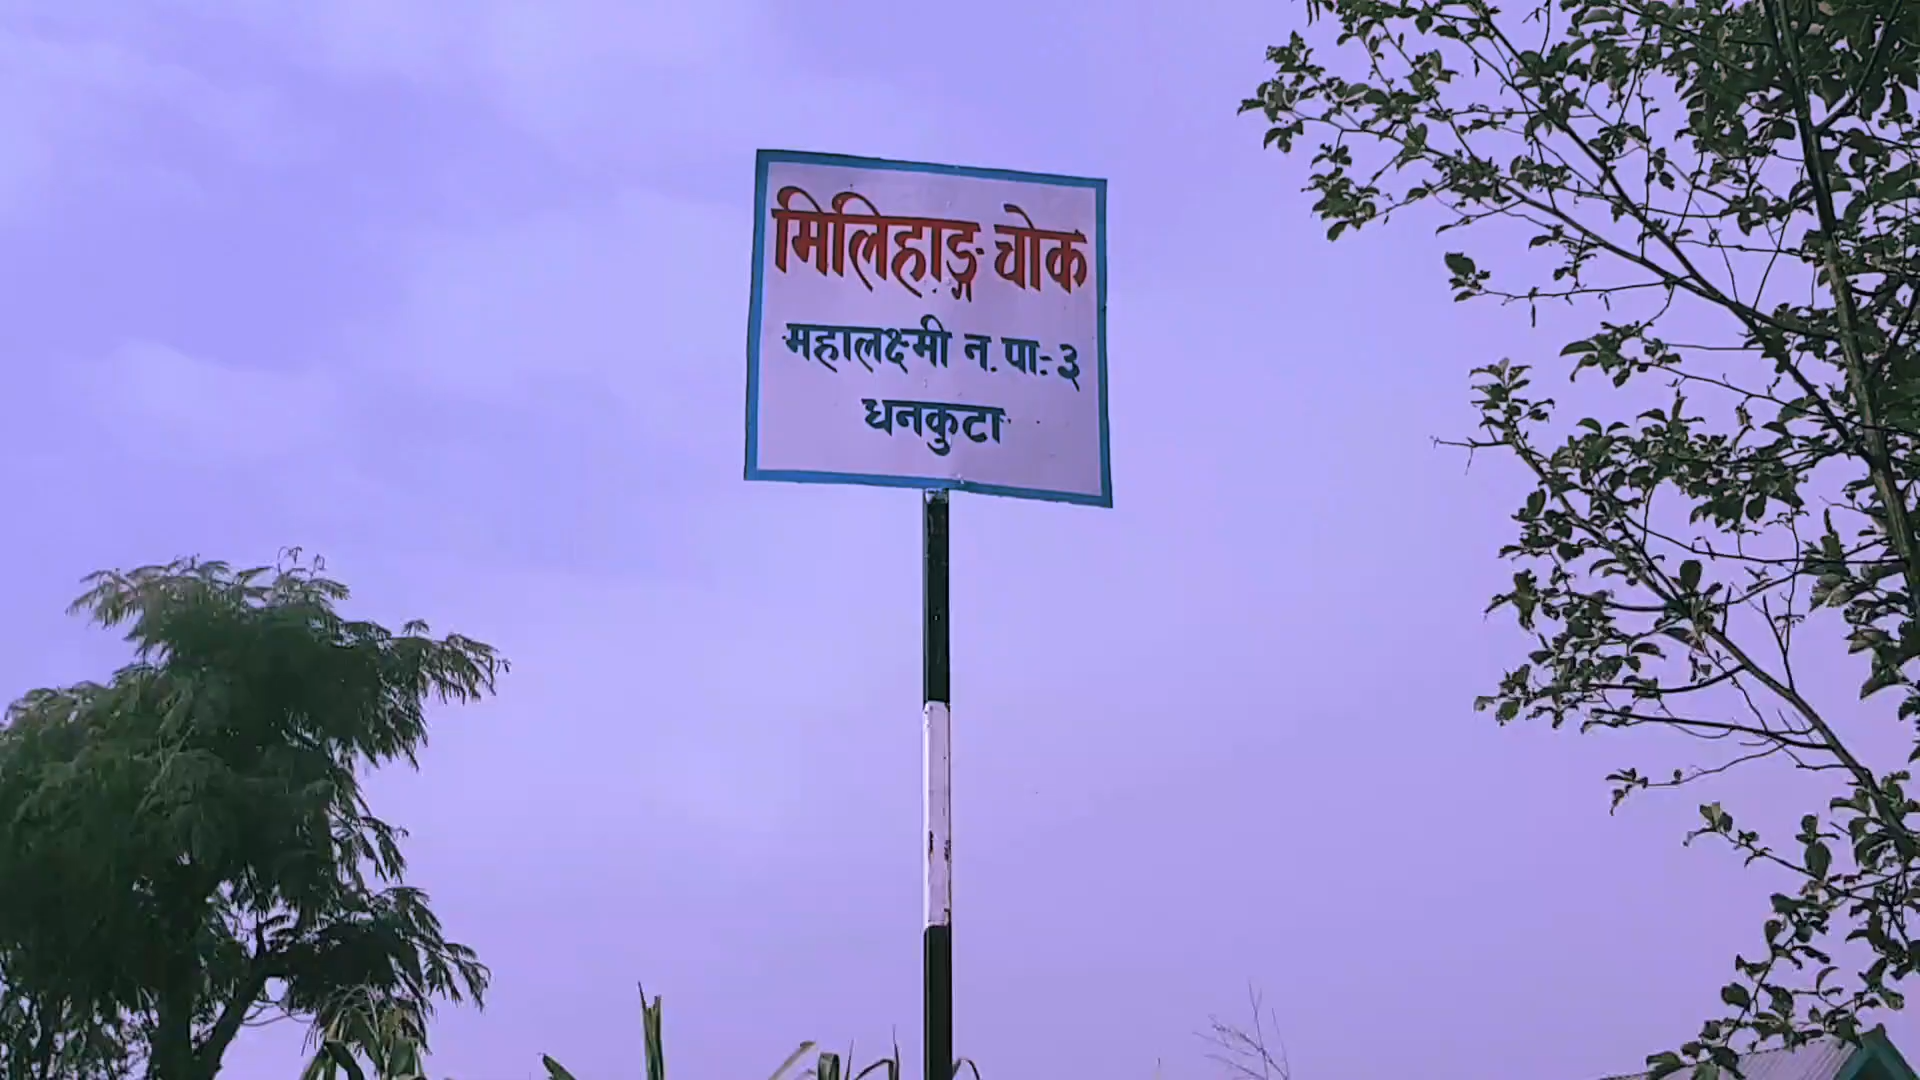 मिलिहाङ्ग चोक
महालक्ष्मी न. पा.- ३
धनकुटा